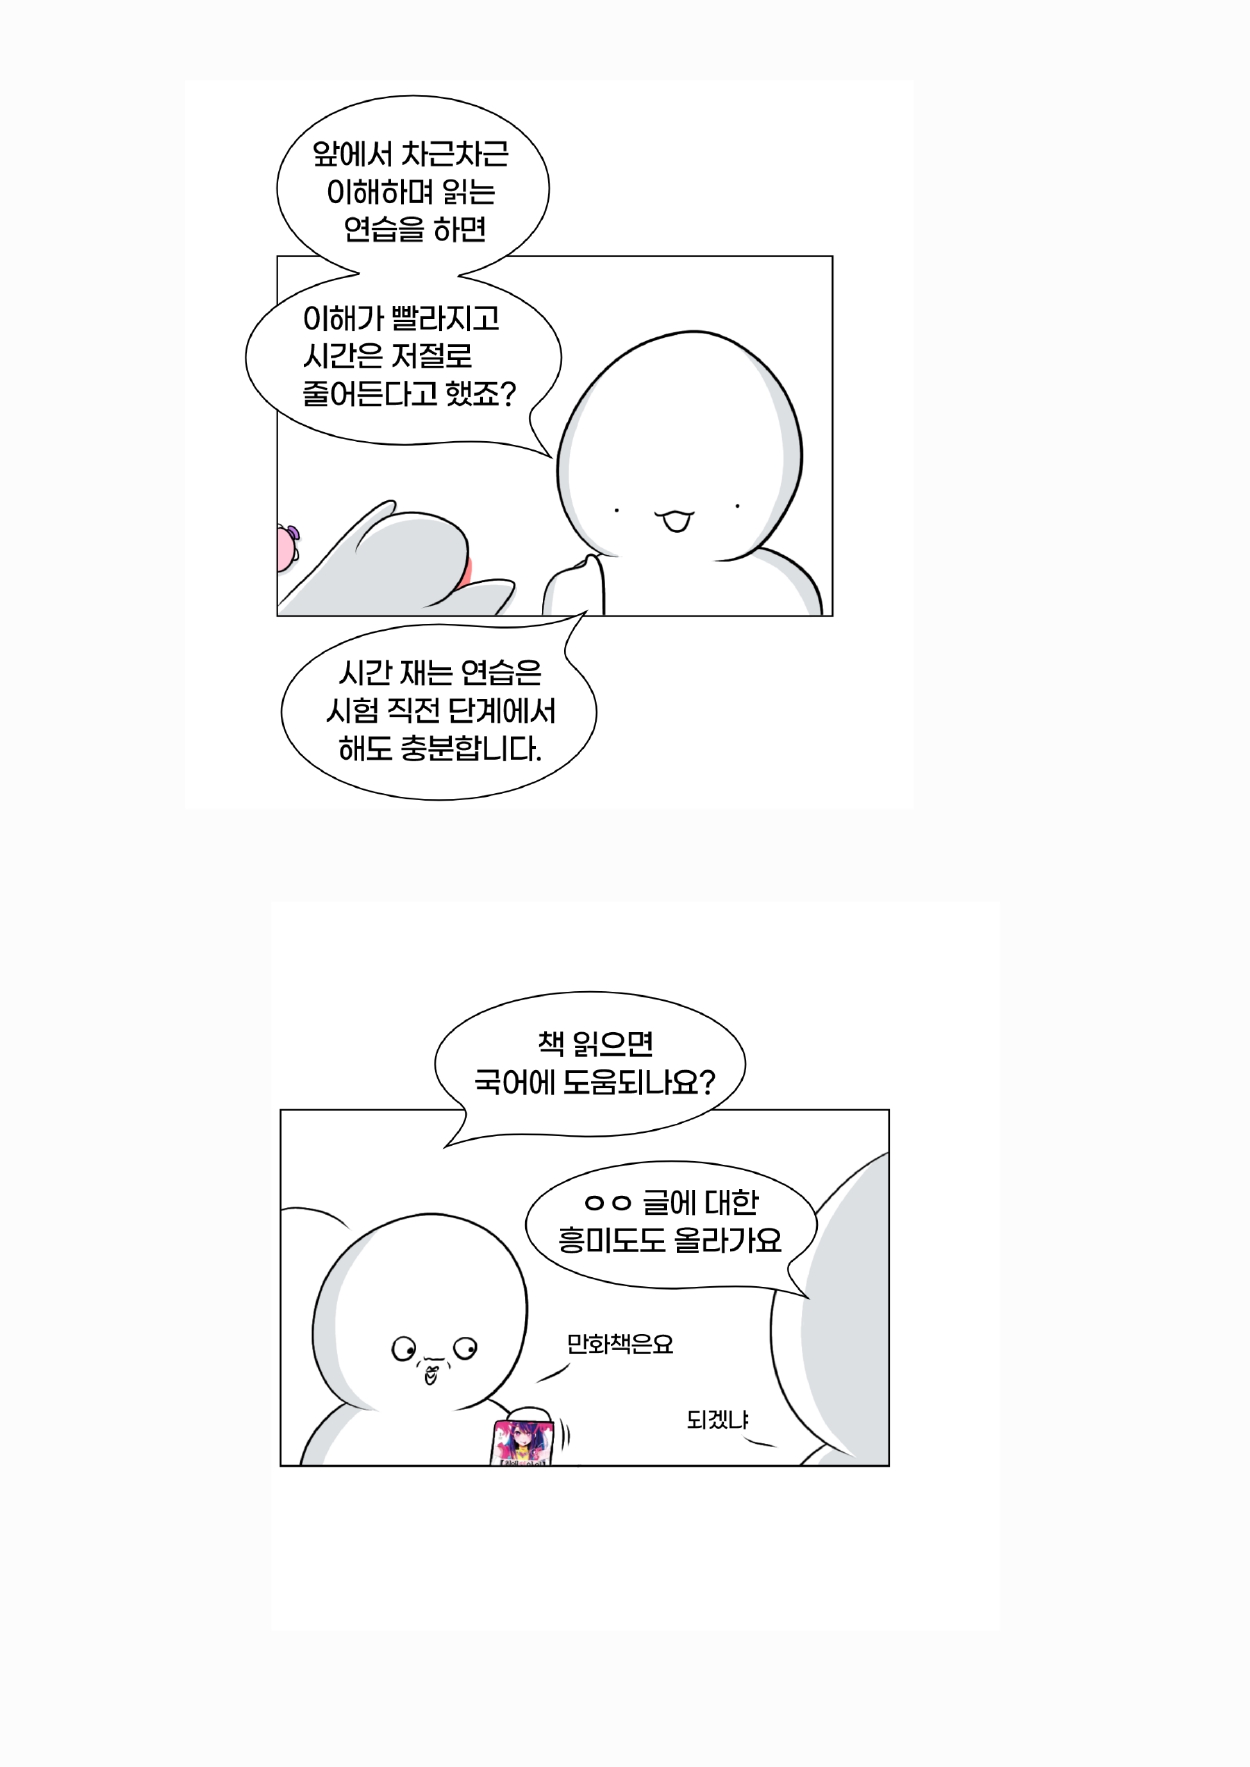 앞에서 차근차근
이해하며 읽는
연습을 하면
이해가 빨라지고
시간은 저절로
줄어든다고 했죠?
시간 재는 연습은
시험 직전 단계에서
해도 충분합니다.
책 읽으면
국어에 도움되나요?
ㅇㅇ 글에 대한
흥미도도 올라가요
만화책은요
되겠냐